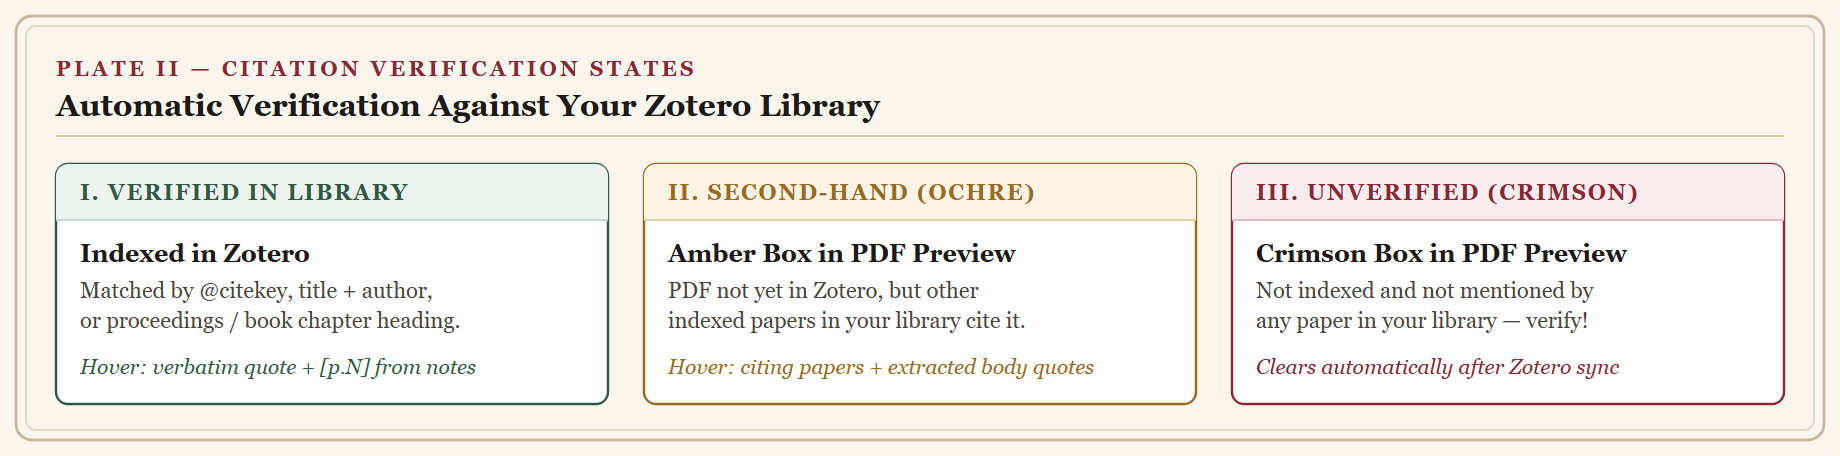 PLATE II — CITATION VERIFICATION STATES
Automatic Verification Against Your Zotero Library
I. VERIFIED IN LIBRARY
Indexed in Zotero
Matched by @citekey, title + author,
or proceedings / book chapter heading.
Hover: verbatim quote + [p.N] from notes
II. SECOND-HAND (OCHRE)
Amber Box in PDF Preview
PDF not yet in Zotero, but other
indexed papers in your library cite it.
Hover: citing papers + extracted body quotes
III. UNVERIFIED (CRIMSON)
Crimson Box in PDF Preview
Not indexed and not mentioned by
any paper in your library — verify!
Clears automatically after Zotero sync